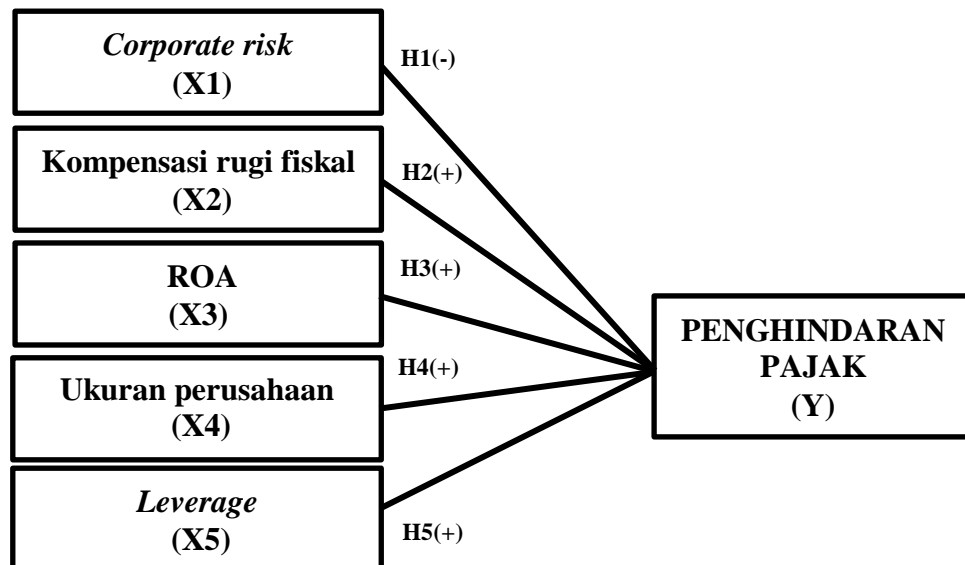 Corporate risk
(X1)
H1(-)
Kompensasi rugi fiskal
(X2)
H2(+)
ROA
(X3)
H3(+)
Ukuran perusahaan
(X4)
H4(+)
Leverage
(X5)
H5(+)
PENGHINDARAN
PAJAK
(Y)